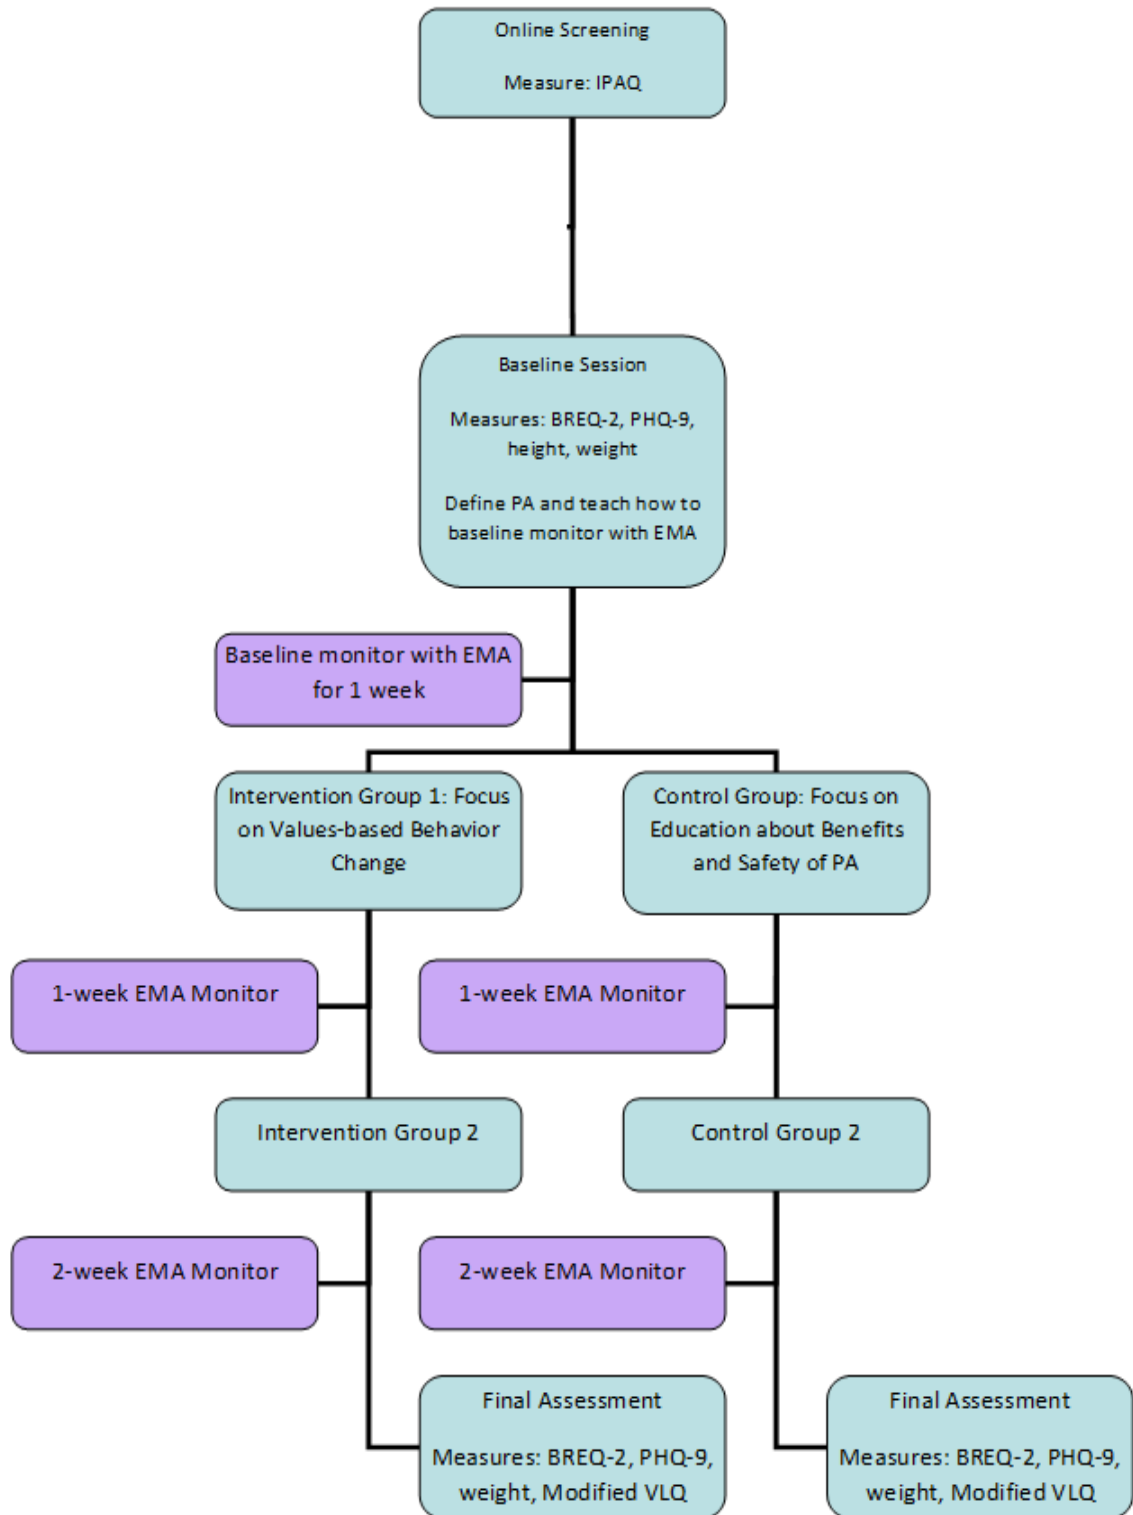 Online Screening
Measure: IPAQ
Baseline Session
Measures: BREQ-2, PHQ-9,
height, weight
Define PA and teach how to
baseline monitor with EMA
Baseline monitor with EMA
for 1 week
Intervention Group 1: Focus
on Values-based Behavior
Change
Control Group: Focus on
Education about Benefits
and Safety of PA
1-week EMA Monitor
1-week EMA Monitor
Intervention Group 2
Control Group 2
2-week EMA Monitor
2-week EMA Monitor
Final Assessment
Measures: BREQ-2, PHQ-9,
weight, Modified VLQ
Final Assessment
Measures: BREQ-2, PHQ-9,
weight, Modified VLQ